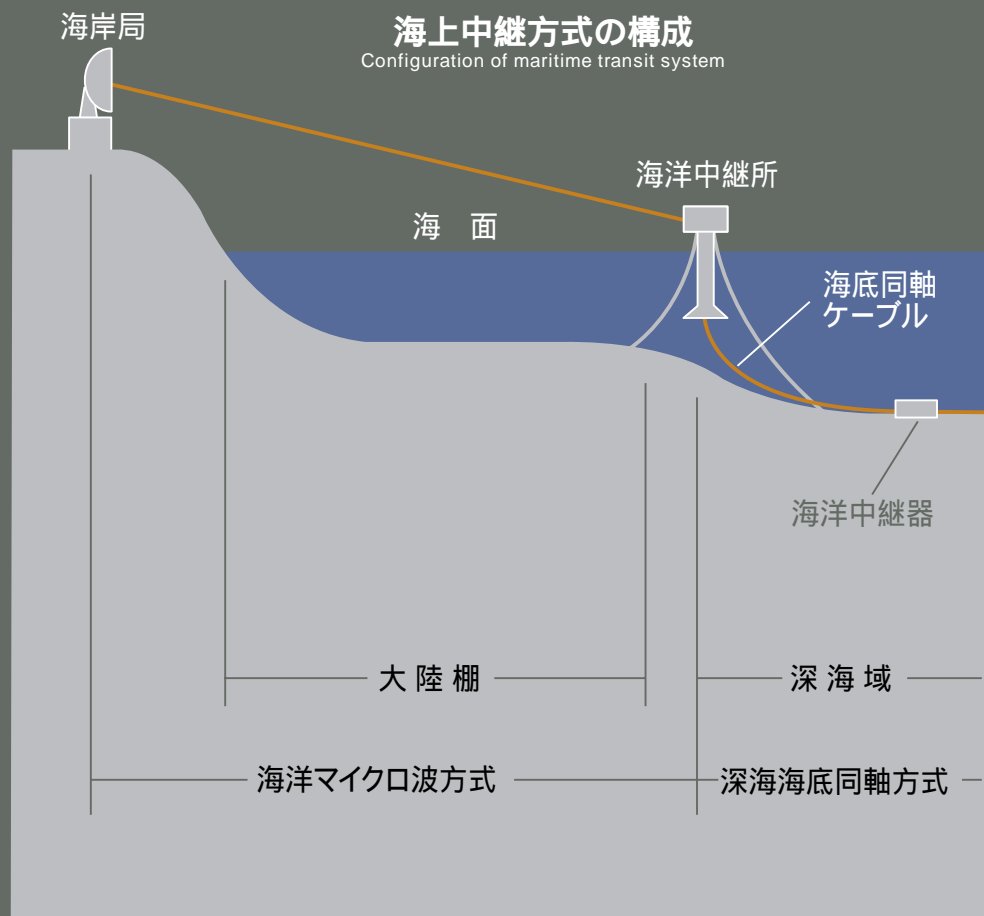 海岸局
海上中継方式の構成
Configuration of maritime transit system
海洋中継所
海 面
海底同軸
ケーブル
海洋中継器
大 陸 棚
深 海 域
海洋マイクロ波方式
深海海底同軸方式